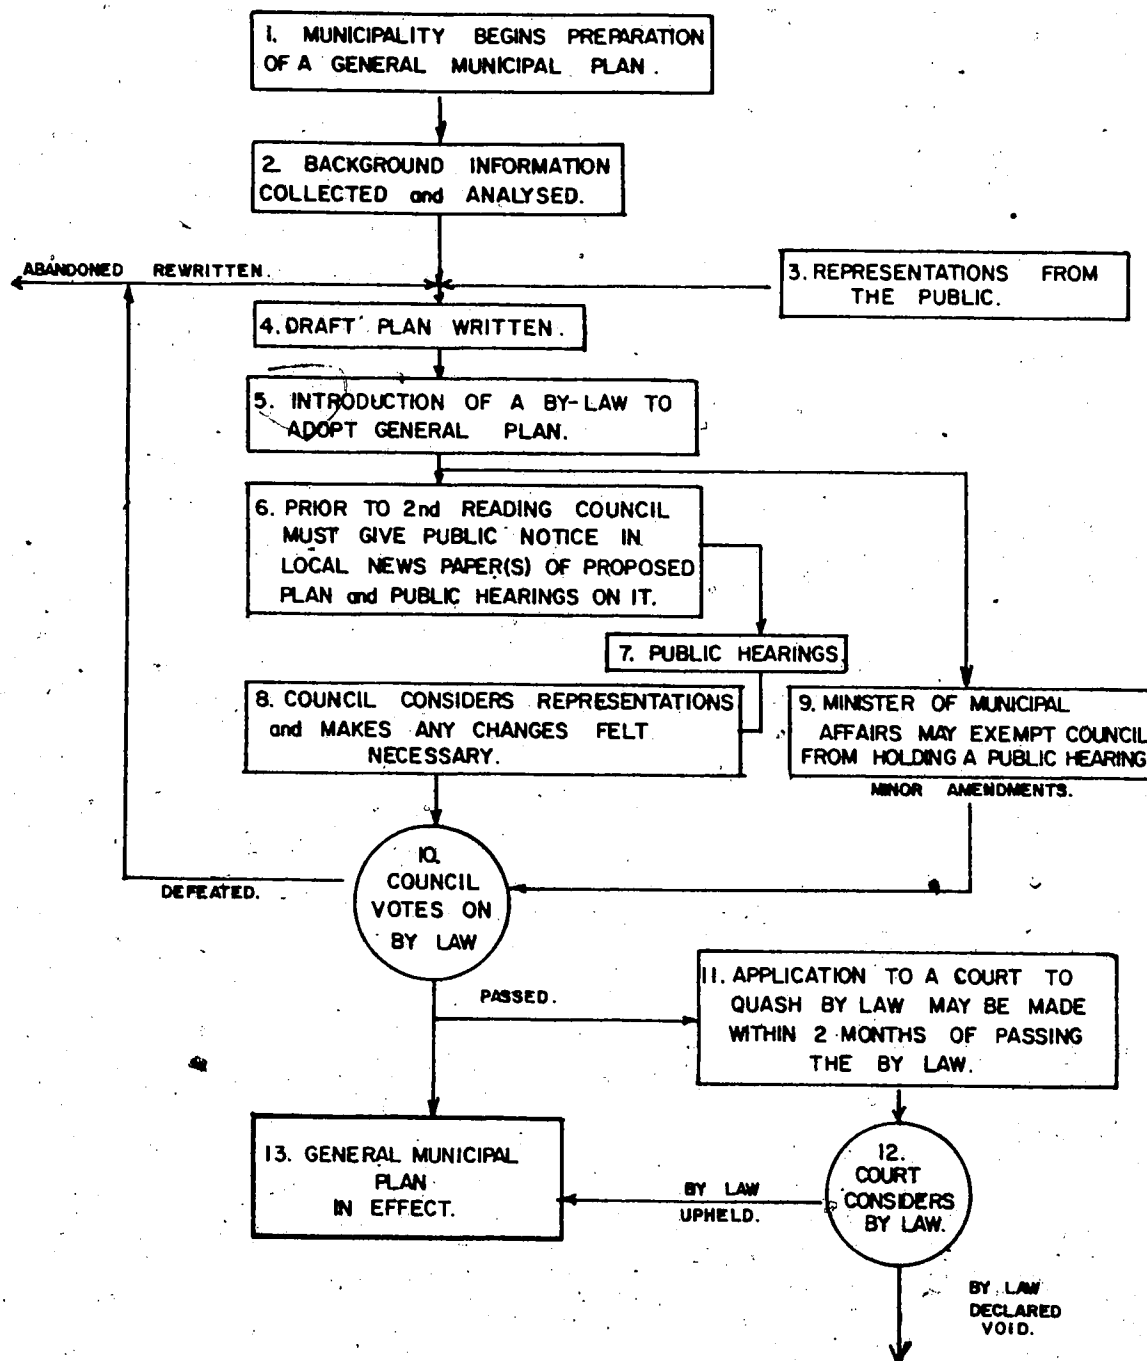 1. MUNICIPALITY BEGINS PREPARATION
OF A GENERAL MUNICIPAL PLAN.
2. BACKGROUND INFORMATION
COLLECTED and ANALYSED.
ABANDONED REWRITTEN.
3. REPRESENTATIONS FROM
THE PUBLIC.
4. DRAFT PLAN WRITTEN.
5. INTRODUCTION OF A BY-LAW TO
ADOPT GENERAL PLAN.
6. PRIOR TO 2nd READING COUNCIL
MUST GIVE PUBLIC NOTICE IN
LOCAL NEWS PAPER(S) OF PROPOSED
PLAN and PUBLIC HEARINGS ON IT.
7. PUBLIC HEARINGS.
8. COUNCIL CONSIDERS REPRESENTATIONS
and MAKES ANY CHANGES FELT
NECESSARY.
9. MINISTER OF MUNICIPAL
AFFAIRS MAY EXEMPT COUNCIL
FROM HOLDING A PUBLIC HEARING
MINOR AMENDMENTS.
10.
COUNCIL
VOTES ON
BY LAW
DEFEATED.
PASSED.
11. APPLICATION TO A COURT TO
QUASH BY LAW MAY BE MADE
WITHIN 2 MONTHS OF PASSING
THE BY LAW.
12.
COURT
CONSIDERS
BY LAW.
BY LAW
UPHELD.
13. GENERAL MUNICIPAL
PLAN
IN EFFECT.
BY LAW
DECLARED
VOID.